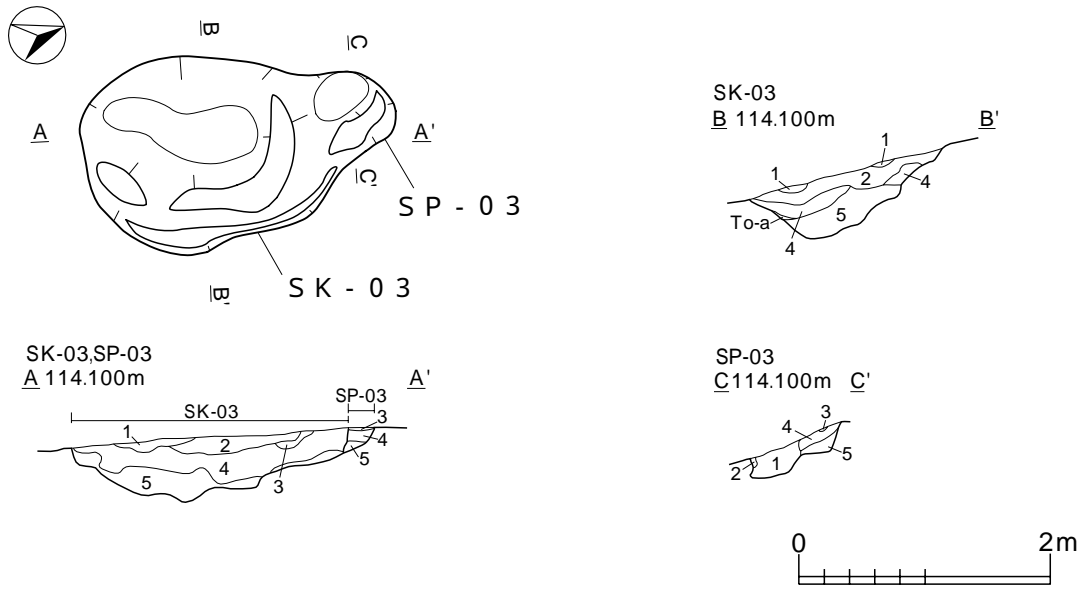 B
C
A
A'
C'
SP-03
B'
SK-03
SK-03
B 114.100m B'
1
1
2
4
To-a
5
4
SK-03,SP-03
A 114.100m A'
SP-03
SK-03
3
1
2
4
4
5
5
3
SP-03
C114.100m C'
3
4
5
2
1
0 2m